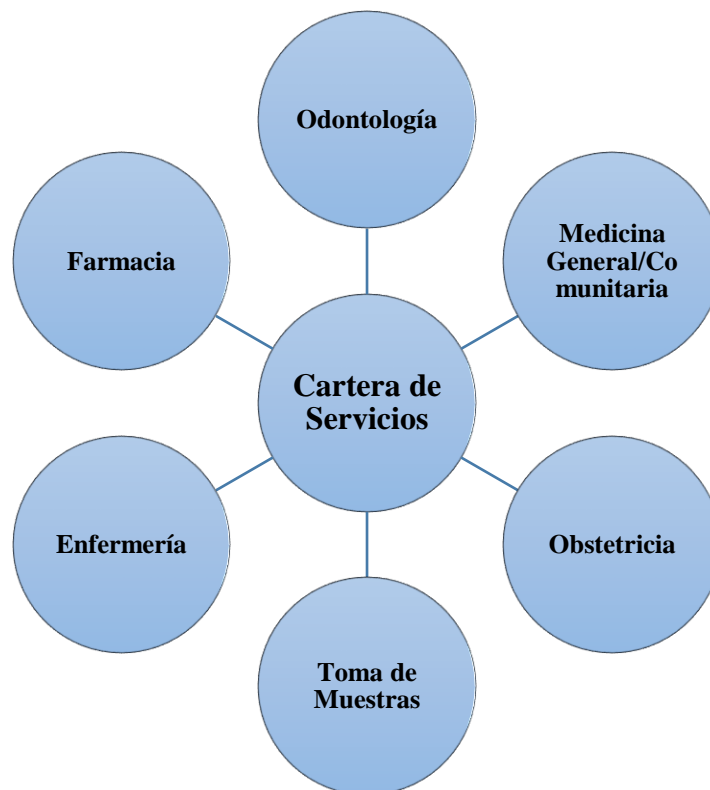 Odontología
Medicina
General/Co
munitaria
Farmacia
Cartera de
Servicios
Enfermería
Obstetricia
Toma de
Muestras